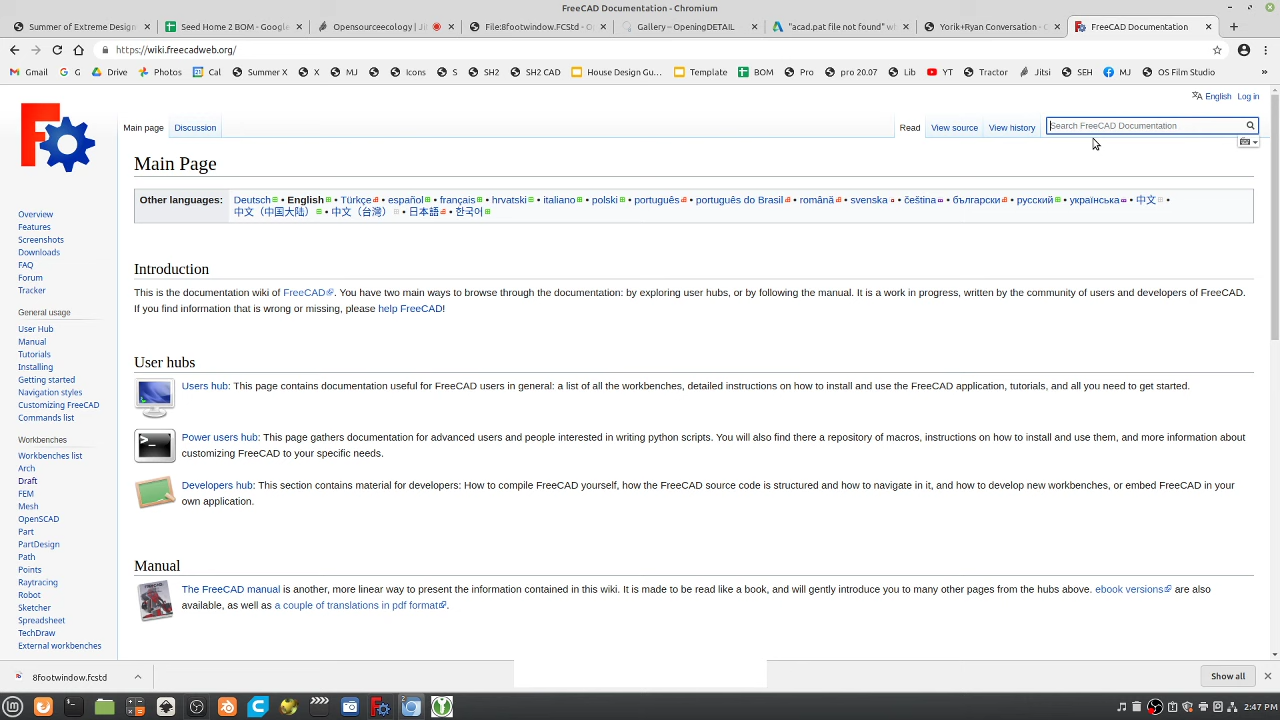 FreeCAD Documentation - Chromium
Summer of Extreme Design
Seed Home 2 BOM - Google
Opensourceecology | Jitsi
File:8footwindow.FCStd - O
Gallery – OpeningDETAIL
"acad.pat file not found" wh
Yorik+Ryan Conversation - O
FreeCAD Documentation
https://wiki.freecadweb.org/
Gmail
G
Drive
Photos
Cal
Summer X
X
MJ
Icons
S
SH2
SH2 CAD
House Design Gu...
Template
BOM
Pro
pro 20.07
Lib
YT
Tractor
Jitsi
SEH
MJ
OS Film Studio
»
English Log in
Main page Discussion Read View source View history Search FreeCAD Documentation
Main Page
Other languages: Deutsch • English • Türkçe • español • français • hrvatski • italiano • polski • português • português do Brasil • română • svenska • čeština • български • русский • українська • 中文 •
中文（中国大陆） • 中文（台灣） • 日本語 • 한국어
Overview
Features
Screenshots
Downloads
FAQ
Forum
Tracker
General usage
User Hub
Manual
Tutorials
Installing
Getting started
Navigation styles
Customizing FreeCAD
Commands list
Workbenches
Workbenches list
Arch
Draft
FEM
Mesh
OpenSCAD
Part
PartDesign
Path
Points
Raytracing
Robot
Sketcher
Spreadsheet
TechDraw
External workbenches
Introduction
This is the documentation wiki of FreeCAD. You have two main ways to browse through the documentation: by exploring user hubs, or by following the manual. It is a work in progress, written by the community of users and developers of FreeCAD.
If you find information that is wrong or missing, please help FreeCAD!
User hubs
Users hub: This page contains documentation useful for FreeCAD users in general: a list of all the workbenches, detailed instructions on how to install and use the FreeCAD application, tutorials, and all you need to get started.
Power users hub: This page gathers documentation for advanced users and people interested in writing python scripts. You will also find there a repository of macros, instructions on how to install and use them, and more information about
customizing FreeCAD to your specific needs.
Developers hub: This section contains material for developers: How to compile FreeCAD yourself, how the FreeCAD source code is structured and how to navigate in it, and how to develop new workbenches, or embed FreeCAD in your
own application.
Manual
The FreeCAD manual is another, more linear way to present the information contained in this wiki. It is made to be read like a book, and will gently introduce you to many other pages from the hubs above. ebook versions are also
available, as well as a couple of translations in pdf format.
8footwindow.fcstd
Show all
2:47 PM